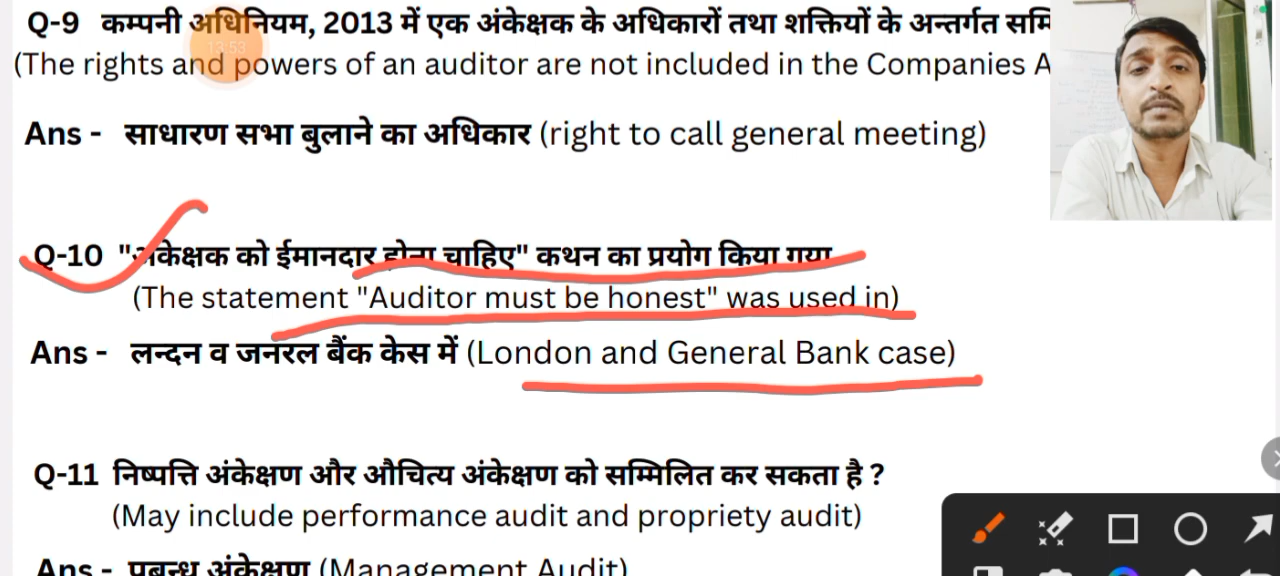 Q-9 कम्पनी अधिनियम, 2013 में एक अंकेक्षक के अधिकारों तथा शक्तियों के अन्तर्गत
(The rights and powers of an auditor are not included in the Companies
13:53
Ans - साधारण सभा बुलाने का अधिकार (right to call general meeting)
Q-10 "अंकेक्षक को ईमानदार होना चाहिए" कथन का प्रयोग किया गया
(The statement "Auditor must be honest" was used in)
Ans - लन्दन व जनरल बैंक केस में (London and General Bank case)
Q-11 निष्पत्ति अंकेक्षण और औचित्य अंकेक्षण को सम्मिलित कर सकता है ?
(May include performance audit and propriety audit)
Ans - प्रबन्ध अंकेक्षण (Management Audit)